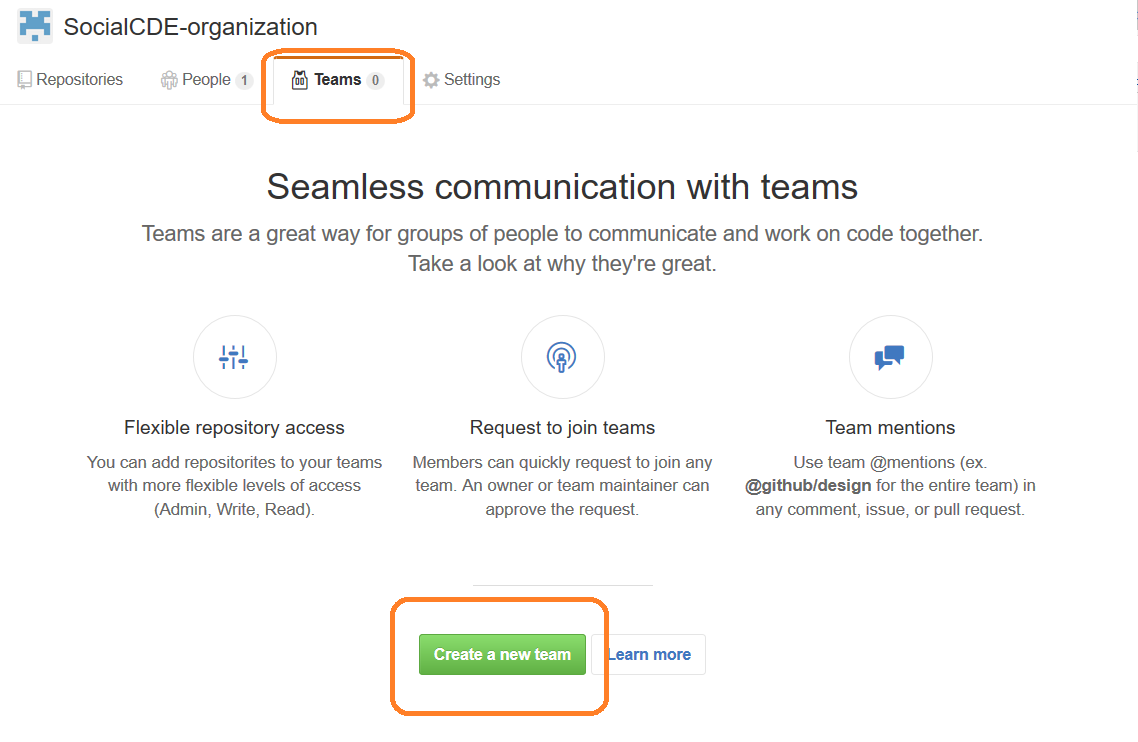 SocialCDE-organization
Repositories People 1 Teams 0 Settings
Seamless communication with teams
Teams are a great way for groups of people to communicate and work on code together.
Take a look at why they're great.
Flexible repository access
You can add repositorites to your teams
with more flexible levels of access
(Admin, Write, Read).
Request to join teams
Members can quickly request to join any
team. An owner or team maintainer can
approve the request.
Team mentions
Use team @mentions (ex.
@github/design for the entire team) in
any comment, issue, or pull request.
Create a new team Learn more